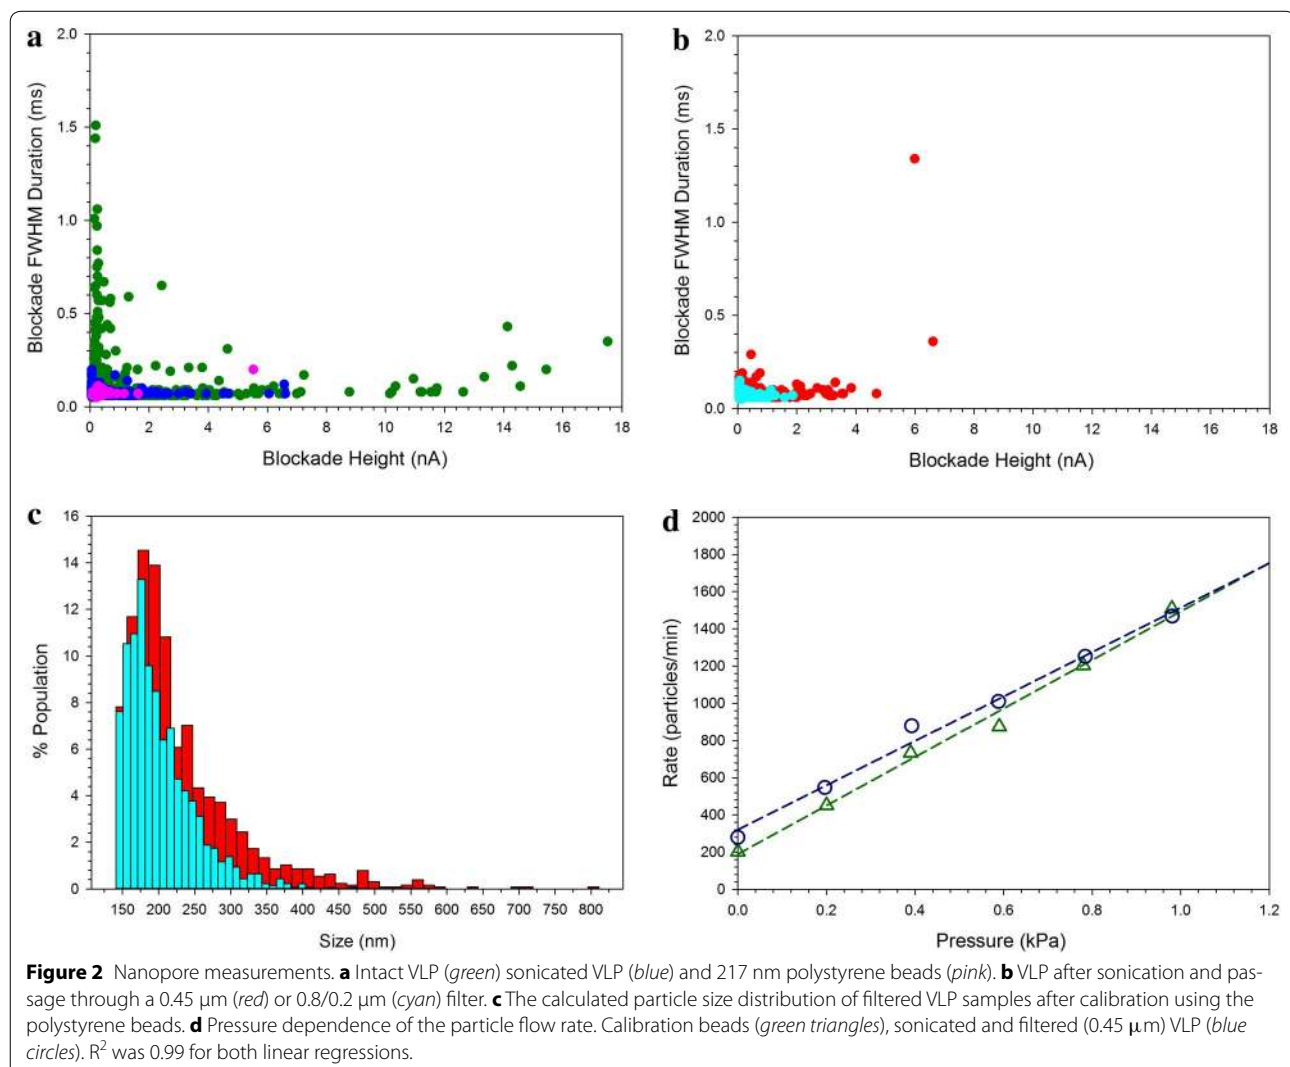 a
2.0
1.5
1.0
0.5
0.0
Blockade FWHM Duration (ms)
0 2 4 6 8 10 12 14 16 18
Blockade Height (nA)
b
2.0
1.5
1.0
0.5
0.0
Blockade FWHM Duration (ms)
0 2 4 6 8 10 12 14 16 18
Blockade Height (nA)
c
16
14
12
10
8
6
4
2
0
% Population
150 200 250 300 350 400 450 500 550 600 650 700 750 800
Size (nm)
d
2000
1800
1600
1400
1200
1000
800
600
400
200
0
Rate (particles/min)
0.0 0.2 0.4 0.6 0.8 1.0 1.2
Pressure (kPa)
Figure 2 Nanopore measurements. a Intact VLP (green) sonicated VLP (blue) and 217 nm polystyrene beads (pink). b VLP after sonication and pas-
sage through a 0.45 µm (red) or 0.8/0.2 µm (cyan) filter. c The calculated particle size distribution of filtered VLP samples after calibration using the
polystyrene beads. d Pressure dependence of the particle flow rate. Calibration beads (green triangles), sonicated and filtered (0.45 µm) VLP (blue
circles). R² was 0.99 for both linear regressions.